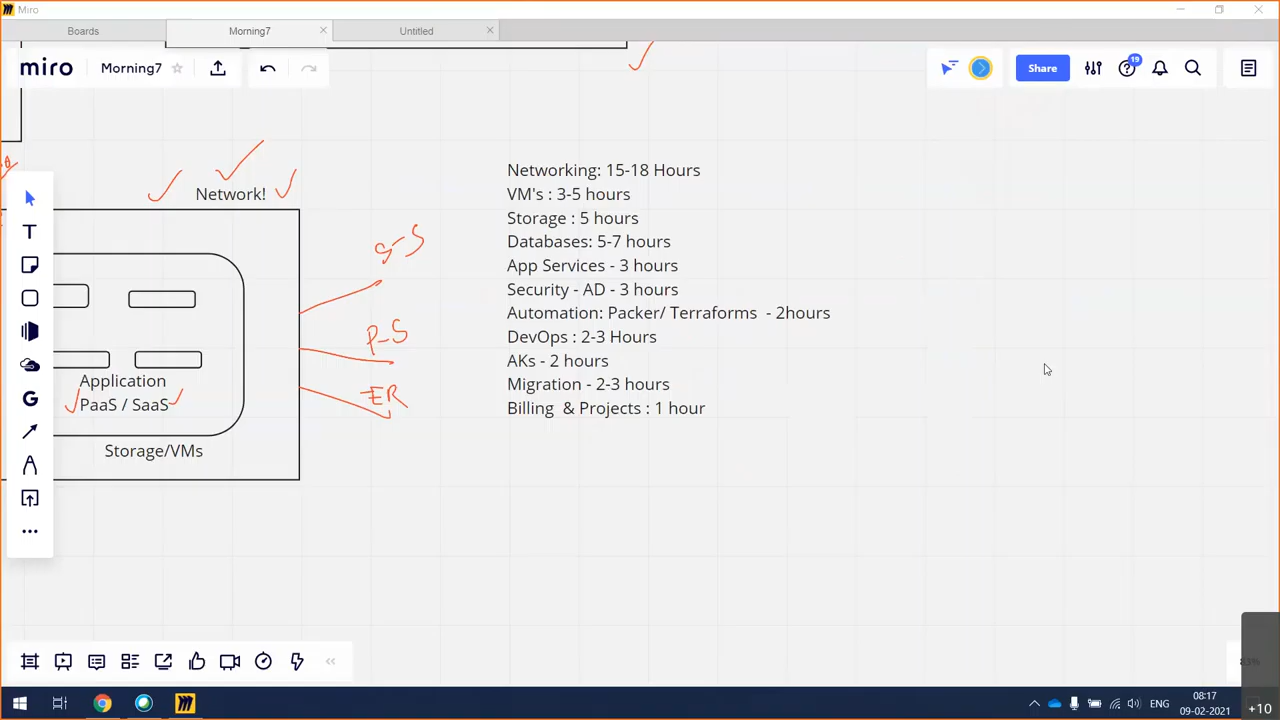 Miro
Boards
Morning7
Untitled
miro
Morning7
Share
19
Network!
S-S
P-S
ER
Application
PaaS / SaaS
Storage/VMs
Networking: 15-18 Hours
VM's : 3-5 hours
Storage : 5 hours
Databases: 5-7 hours
App Services - 3 hours
Security - AD - 3 hours
Automation: Packer/ Terraforms - 2hours
DevOps : 2-3 Hours
AKs - 2 hours
Migration - 2-3 hours
Billing & Projects : 1 hour
ENG
08:17
09-02-2021
+10